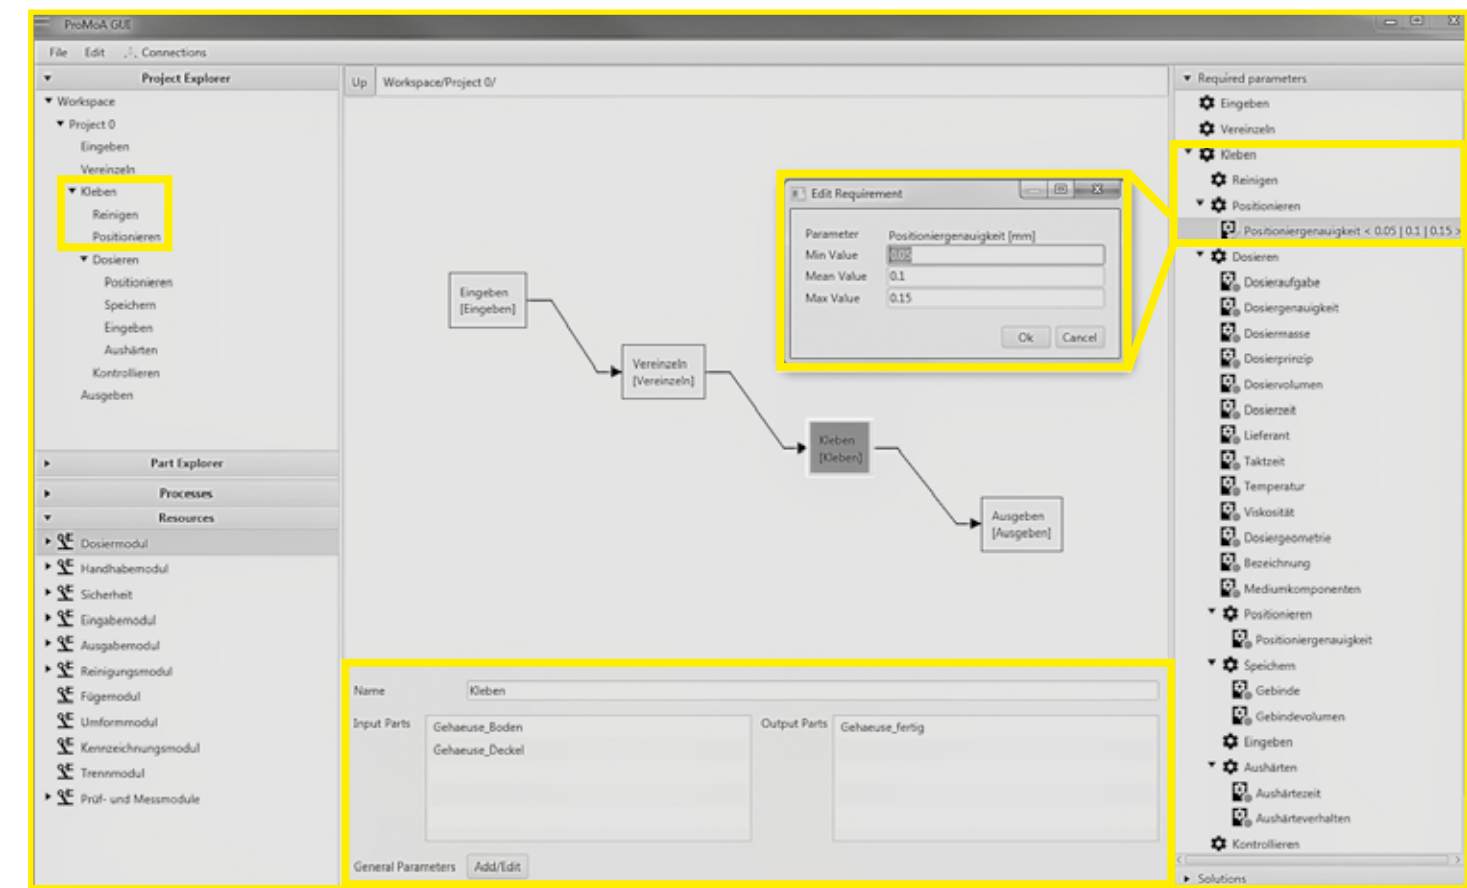 ProMoA GUI
File Edit Connections
Project Explorer
Workspace
Project 0
Eingeben
Vereinzeln
Kleben
Reinigen
Positionieren
Dosieren
Positionieren
Speichern
Eingeben
Aushärten
Kontrollieren
Ausgeben
Part Explorer
Processes
Resources
Dosiermodul
Handhabemodul
Sicherheit
Eingabemodul
Ausgabemodul
Reinigungsmodul
Fügemodul
Umformmodul
Kennzeichnungsmodul
Trennmodul
Prüf- und Messmodule
Up Workspace/Project 0/
Eingeben
[Eingeben]
Vereinzeln
[Vereinzeln]
Kleben
[Kleben]
Ausgeben
[Ausgeben]
Edit Requirement
Parameter Positioniergenauigkeit [mm]
Min Value 0.05
Mean Value 0.1
Max Value 0.15
Ok Cancel
Name Kleben
Input Parts Gehaeuse_Boden
Gehaeuse_Deckel
Output Parts Gehaeuse_fertig
General Parameters Add/Edit
Required parameters
Eingeben
Vereinzeln
Kleben
Reinigen
Positionieren
Positioniergenauigkeit < 0.05 | 0.1 | 0.15 >
Dosieren
Dosieraufgabe
Dosiergenauigkeit
Dosiermasse
Dosierprinzip
Dosiervolumen
Dosierzeit
Lieferant
Taktzeit
Temperatur
Viskosität
Dosiergeometrie
Bezeichnung
Mediumkomponenten
Positionieren
Positioniergenauigkeit
Speichern
Gebinde
Gebindevolumen
Eingeben
Aushärten
Aushärtezeit
Aushärteverhalten
Kontrollieren
Solutions